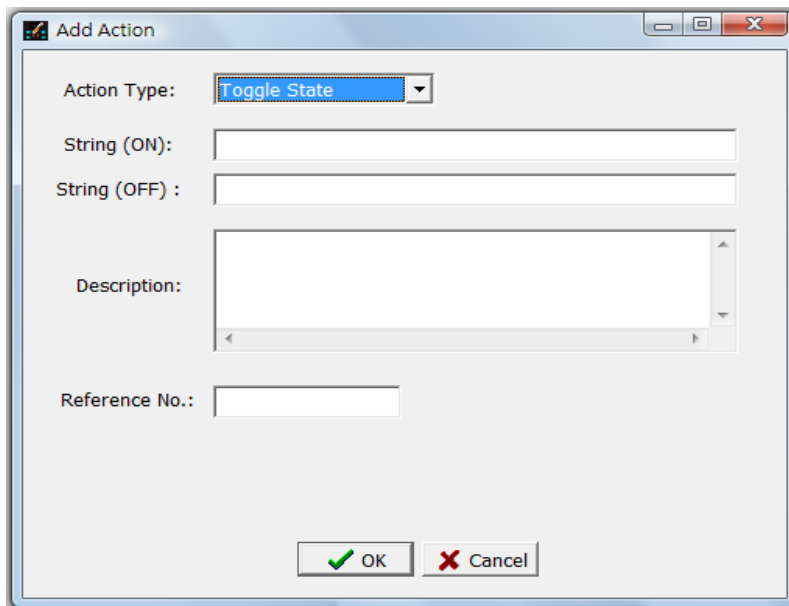 Add Action
Action Type: Toggle State
String (ON):
String (OFF) :
Description:
Reference No.:
OK Cancel